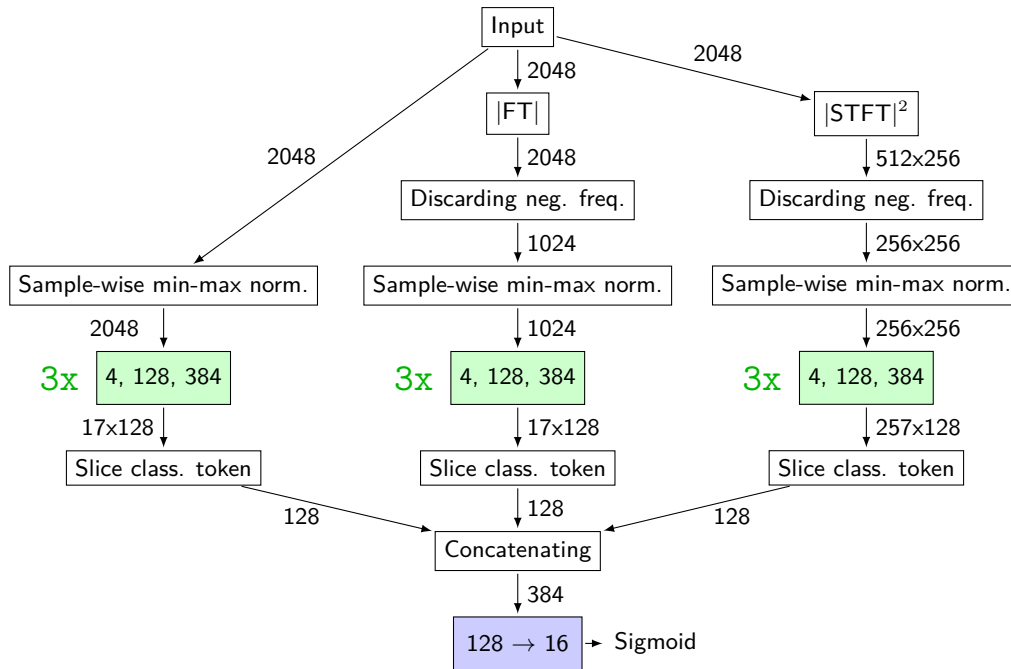 Input
2048
2048
2048
|FT|
|STFT|²
2048
512x256
Discarding neg. freq.
Discarding neg. freq.
1024
256x256
Sample-wise min-max norm.
Sample-wise min-max norm.
Sample-wise min-max norm.
2048
1024
256x256
3x
4, 128, 384
3x
4, 128, 384
3x
4, 128, 384
17x128
17x128
257x128
Slice class. token
Slice class. token
Slice class. token
128
128
128
Concatenating
384
128 → 16
Sigmoid